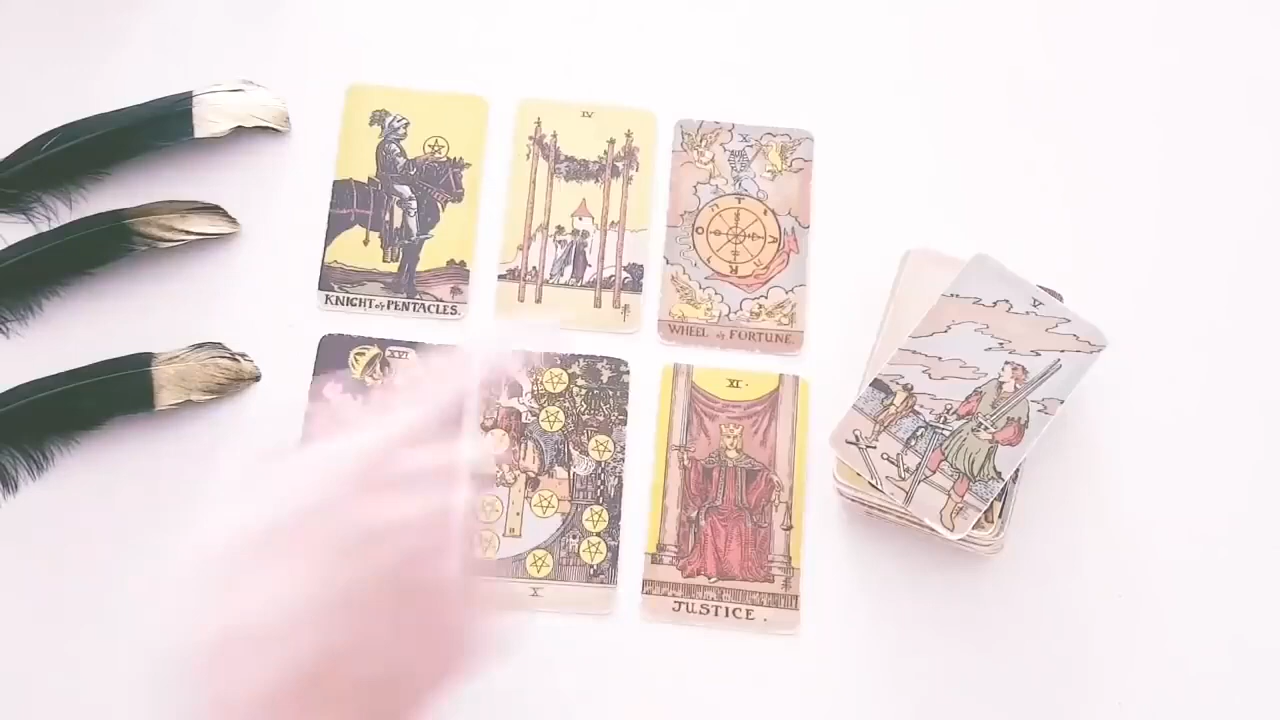 KNIGHT of PENTACLES.
IV
X
WHEEL of FORTUNE.
XVI
X
XI.
JUSTICE.
V